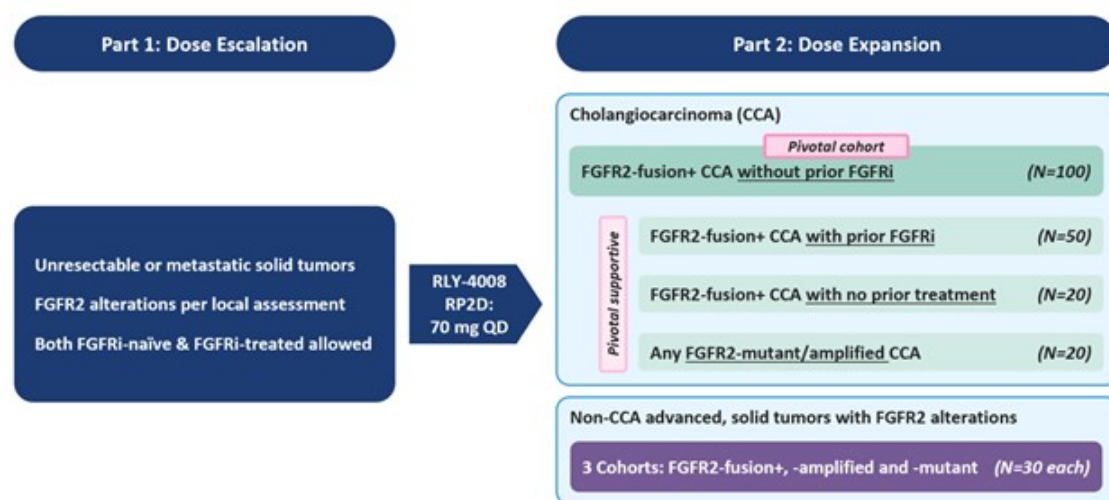 Part 1: Dose Escalation
Unresectable or metastatic solid tumors
FGFR2 alterations per local assessment
Both FGFRi-naïve & FGFRi-treated allowed
RLY-4008
RP2D:
70 mg QD
Part 2: Dose Expansion
Cholangiocarcinoma (CCA)
Pivotal cohort
FGFR2-fusion+ CCA without prior FGFRi (N=100)
Pivotal supportive
FGFR2-fusion+ CCA with prior FGFRi (N=50)
FGFR2-fusion+ CCA with no prior treatment (N=20)
Any FGFR2-mutant/amplified CCA (N=20)
Non-CCA advanced, solid tumors with FGFR2 alterations
3 Cohorts: FGFR2-fusion+, -amplified and -mutant (N=30 each)